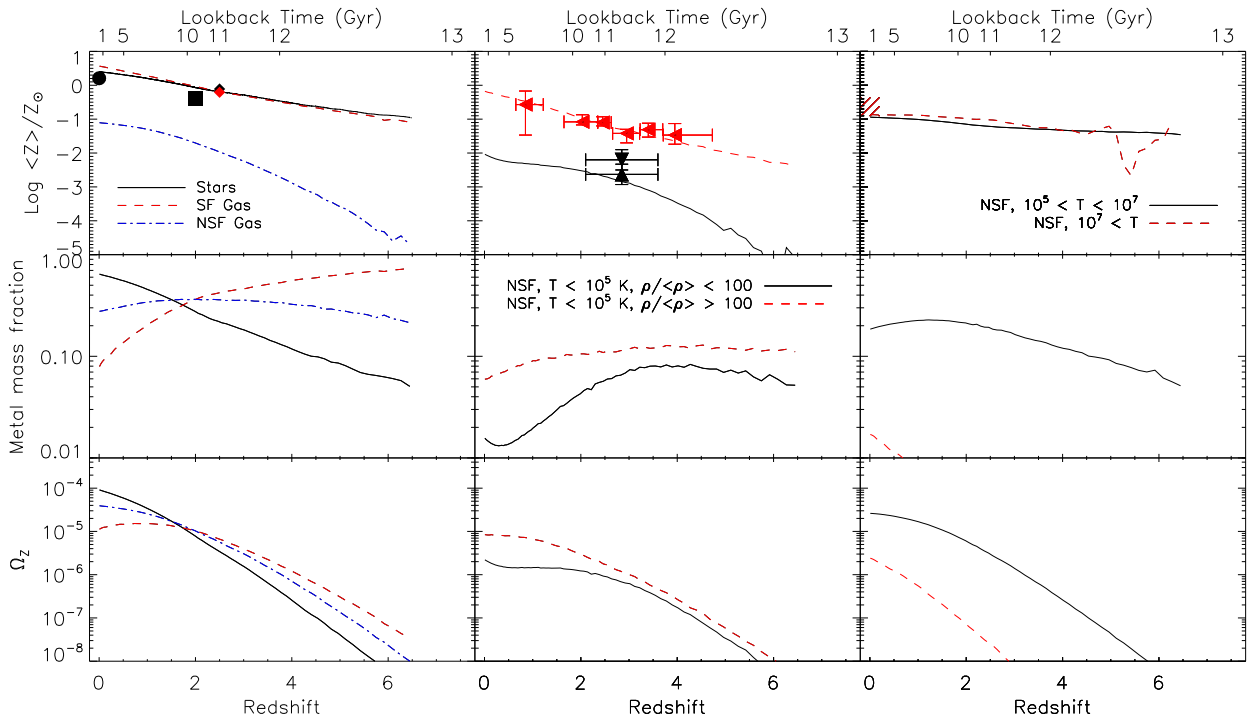 Lookback Time (Gyr) Lookback Time (Gyr) Lookback Time (Gyr)
1 5 10 11 12 13 1 5 10 11 12 13 1 5 10 11 12 13
Log <Z>/Z⊙
1
0
−1
−2
−3
−4
−5
Stars
SF Gas
NSF Gas
NSF, 10⁵ < T < 10⁷
NSF, 10⁷ < T
Metal mass fraction
1.00
0.10
0.01
NSF, T < 10⁵ K, ρ/<ρ> < 100
NSF, T < 10⁵ K, ρ/<ρ> > 100
Ω_Z
10⁻⁴
10⁻⁵
10⁻⁶
10⁻⁷
10⁻⁸
0 2 4 6 0 2 4 6 0 2 4 6
Redshift Redshift Redshift